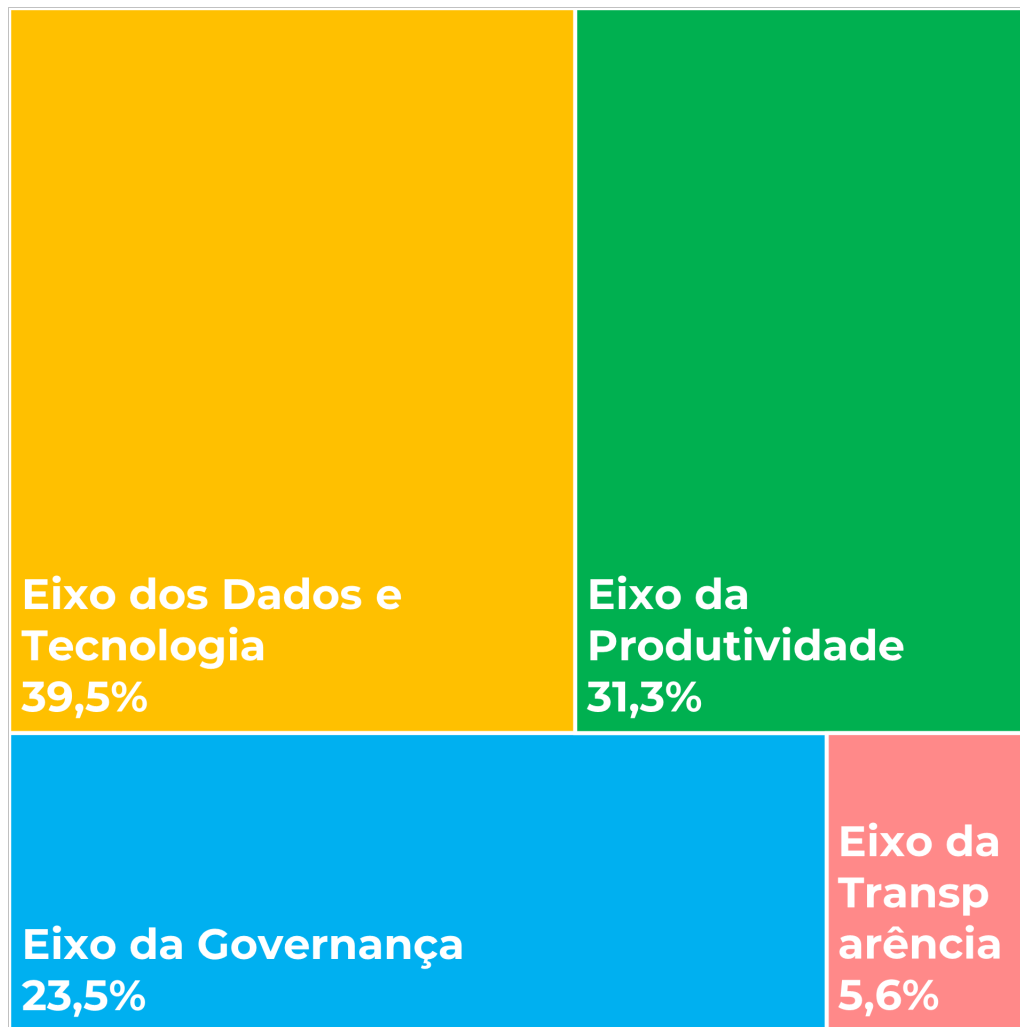 Eixo dos Dados e
Tecnologia
39,5%
Eixo da
Produtividade
31,3%
Eixo da Governança
23,5%
Eixo da
Transp
arência
5,6%